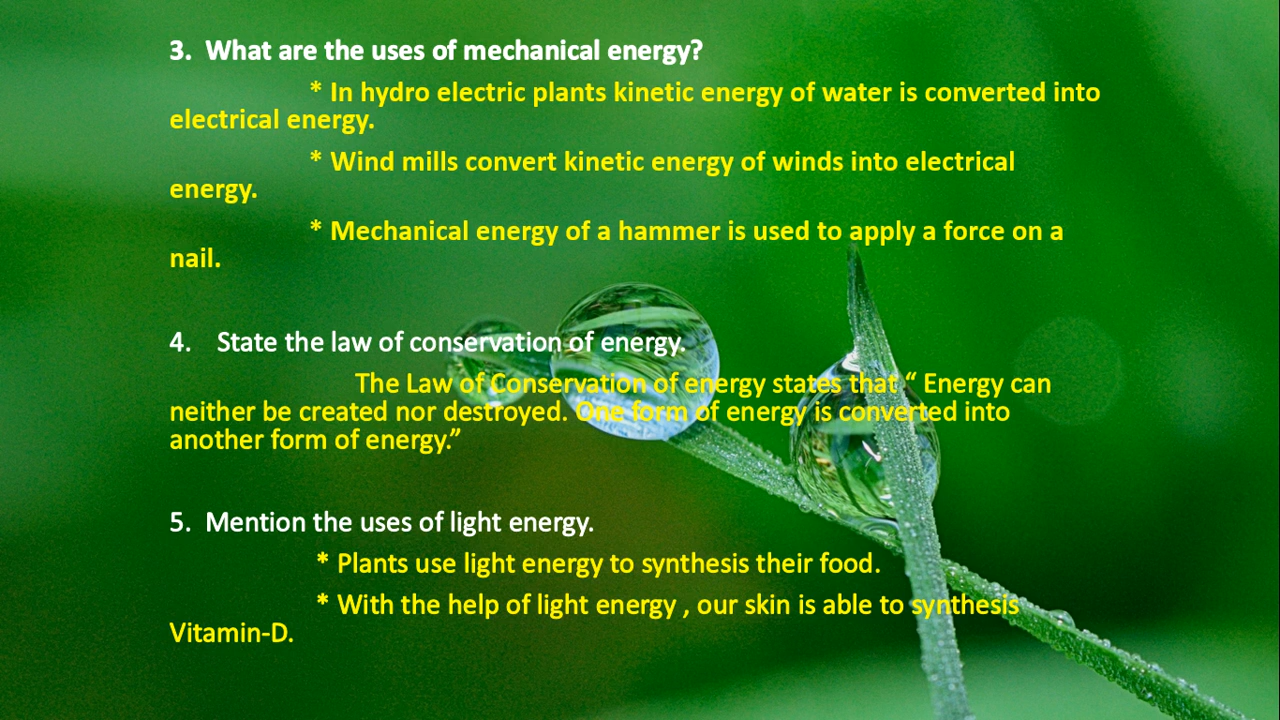 3. What are the uses of mechanical energy?
* In hydro electric plants kinetic energy of water is converted into
electrical energy.
* Wind mills convert kinetic energy of winds into electrical
energy.
* Mechanical energy of a hammer is used to apply a force on a
nail.
4. State the law of conservation of energy.
The Law of Conservation of energy states that “ Energy can
neither be created nor destroyed. One form of energy is converted into
another form of energy.”
5. Mention the uses of light energy.
* Plants use light energy to synthesis their food.
* With the help of light energy , our skin is able to synthesis
Vitamin-D.